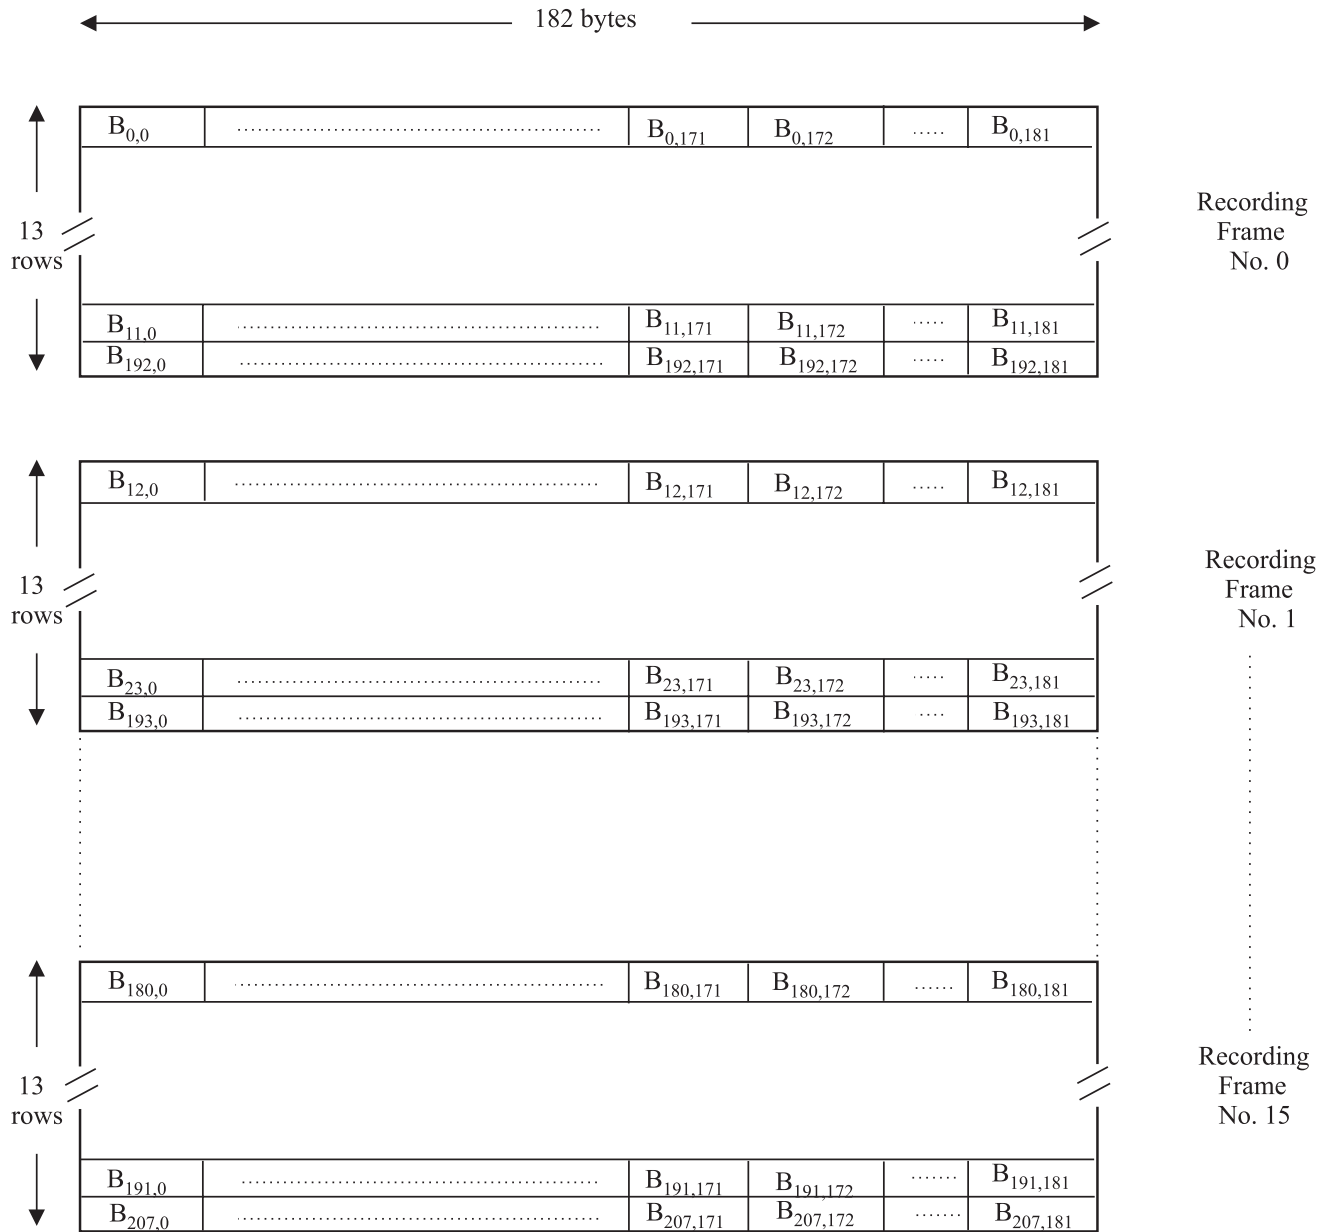 182 bytes
B0,0 ........ B0,171 B0,172 ..... B0,181
13
rows
Recording
Frame
No. 0
B11,0 ........ B11,171 B11,172 ..... B11,181
B192,0 ........ B192,171 B192,172 ..... B192,181
B12,0 ........ B12,171 B12,172 ..... B12,181
13
rows
Recording
Frame
No. 1
B23,0 ........ B23,171 B23,172 ..... B23,181
B193,0 ........ B193,171 B193,172 .... B193,181
B180,0 ........ B180,171 B180,172 ...... B180,181
13
rows
Recording
Frame
No. 15
B191,0 ........ B191,171 B191,172 ....... B191,181
B207,0 ........ B207,171 B207,172 ....... B207,181